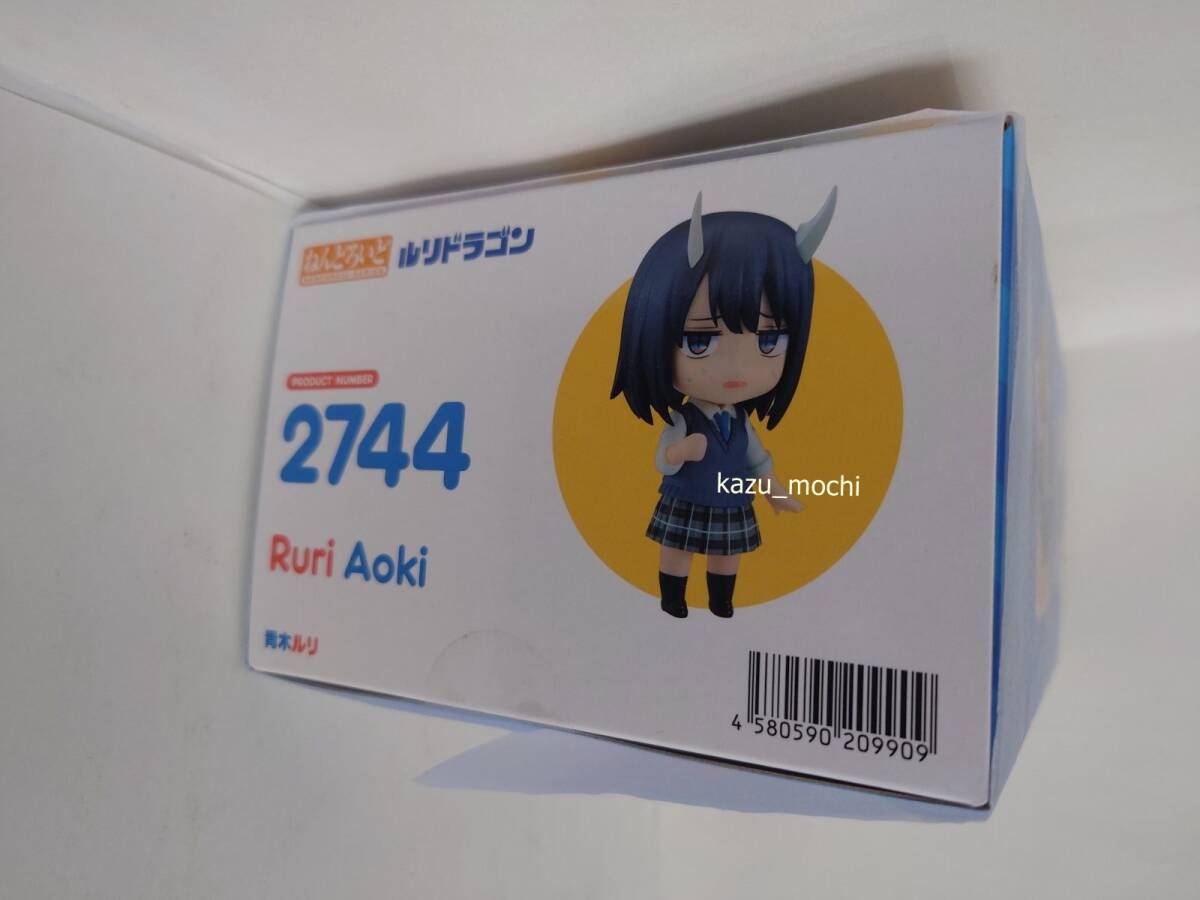 ねんどろいど ルリドラゴン
PRODUCT NUMBER
2744
Ruri Aoki
青木ルリ
kazu_mochi
4 580590 209909